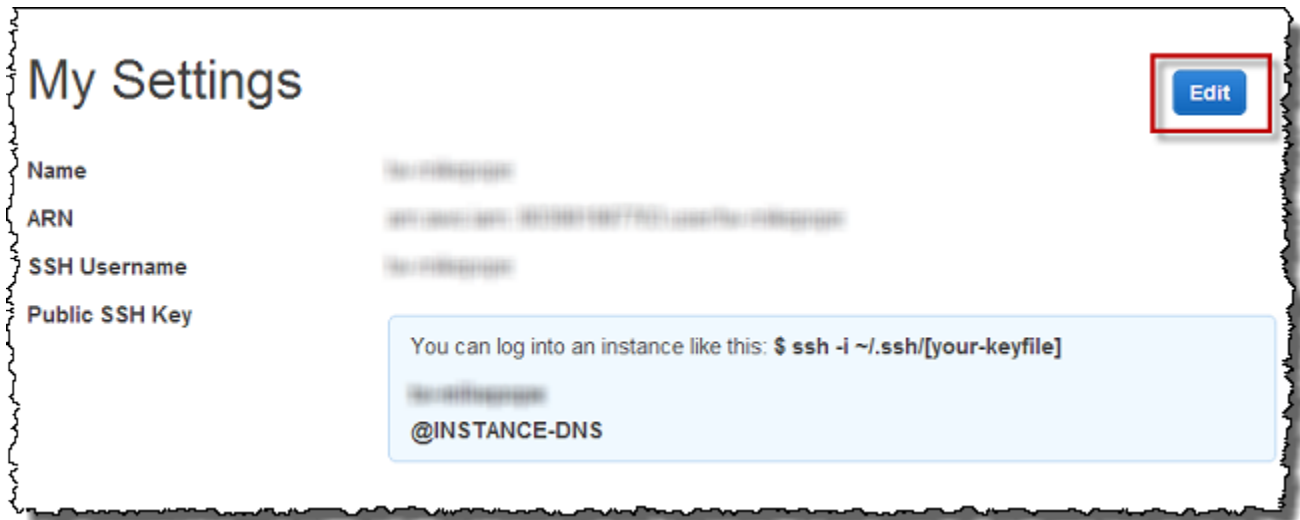 My Settings
Edit
Name
ARN
SSH Username
Public SSH Key
You can log into an instance like this: $ ssh -i ~/.ssh/[your-keyfile]
@INSTANCE-DNS